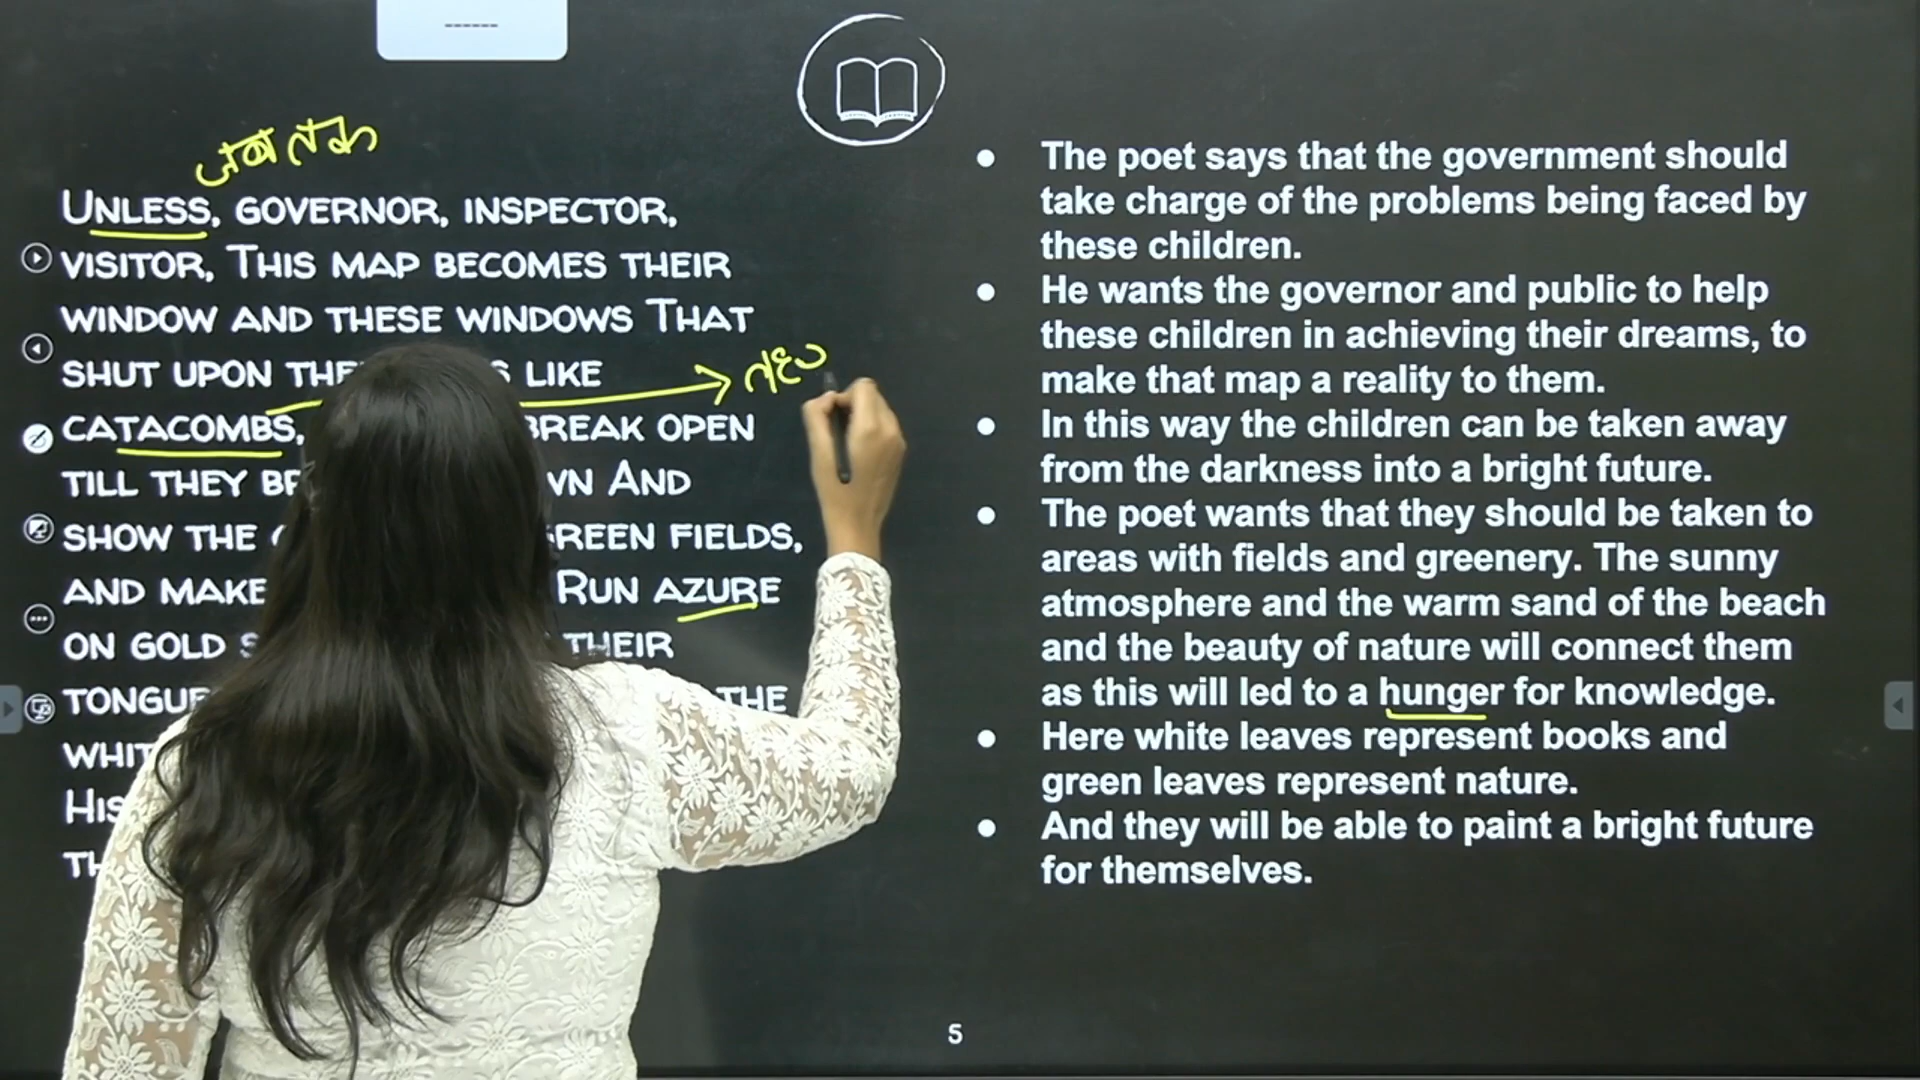 ------
जब तक
UNLESS, GOVERNOR, INSPECTOR,
VISITOR, THIS MAP BECOMES THEIR
WINDOW AND THESE WINDOWS THAT
SHUT UPON LIKE
CATACOMBS, BREAK OPEN
TILL THEY AND
SHOW THE GREEN FIELDS,
AND MAKE RUN AZURE
ON GOLD THEIR
THE
The poet says that the government should
take charge of the problems being faced by
these children.
He wants the governor and public to help
these children in achieving their dreams, to
make that map a reality to them.
In this way the children can be taken away
from the darkness into a bright future.
The poet wants that they should be taken to
areas with fields and greenery. The sunny
atmosphere and the warm sand of the beach
and the beauty of nature will connect them
as this will led to a hunger for knowledge.
Here white leaves represent books and
green leaves represent nature.
And they will be able to paint a bright future
for themselves.
5